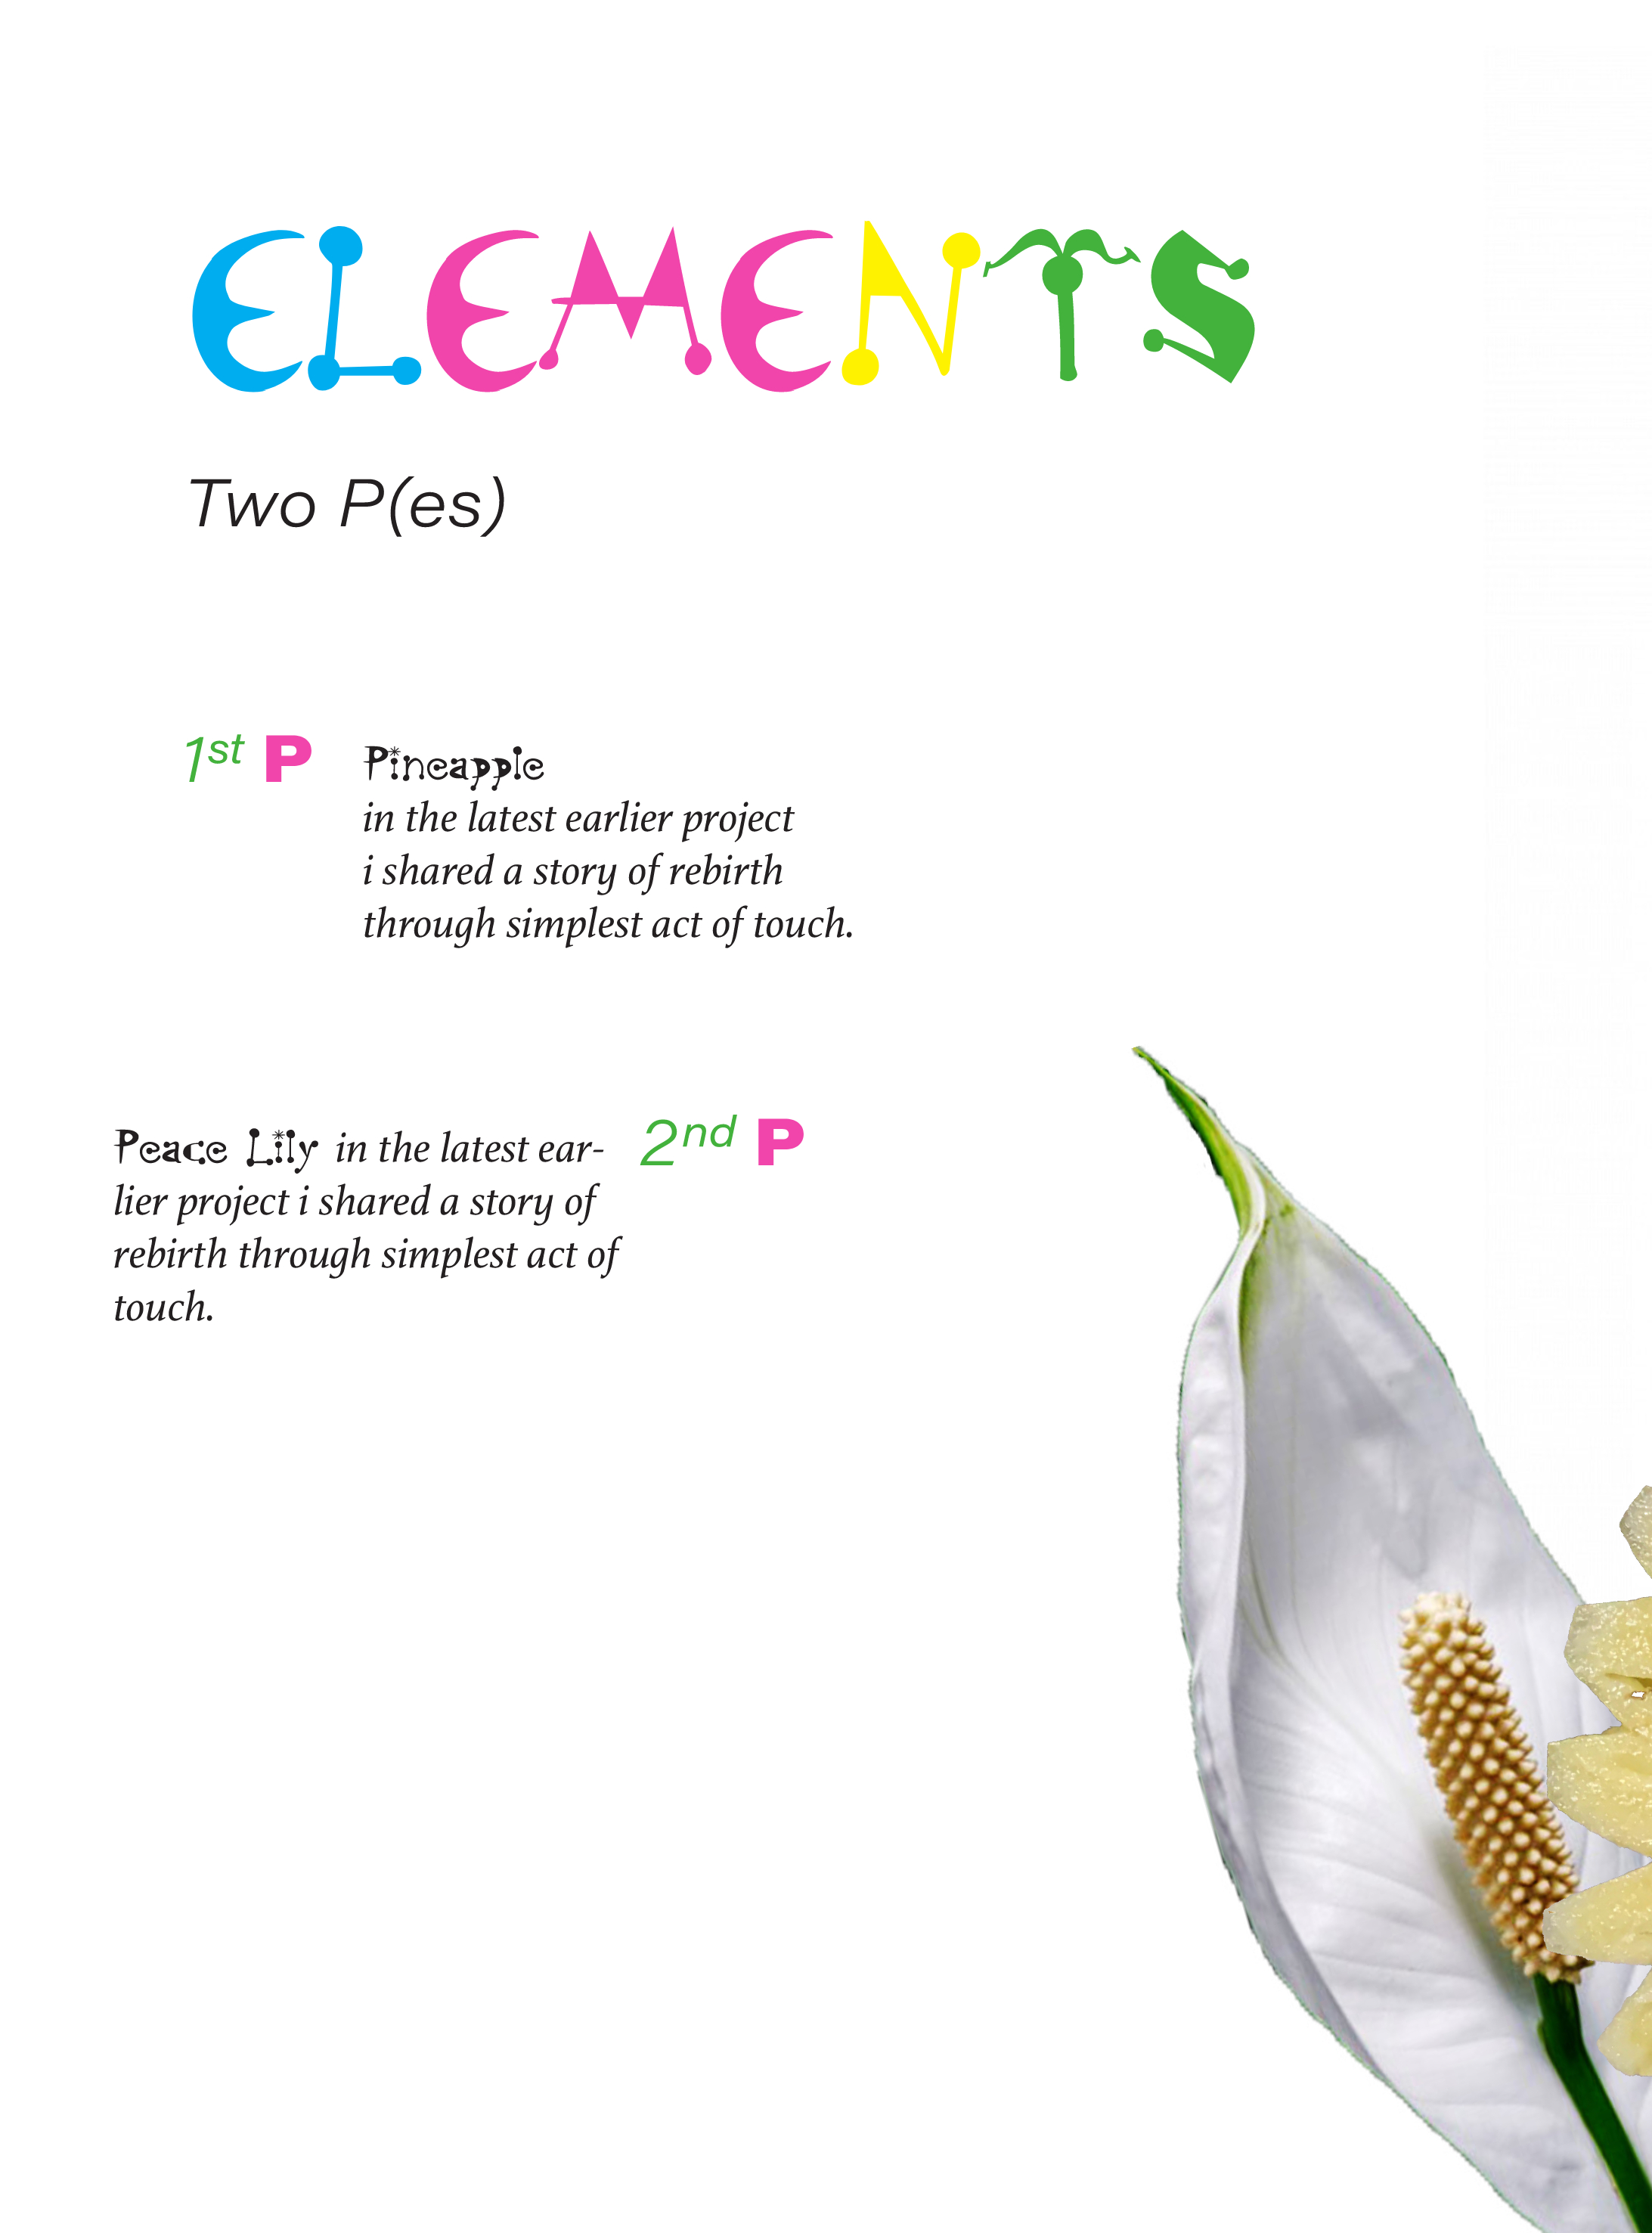 ELEMENTS
Two P(es)
1st P
Pineapple
in the latest earlier project
i shared a story of rebirth
through simplest act of touch.
Peace Lily in the latest ear-
lier project i shared a story of
rebirth through simplest act of
touch.
2nd P